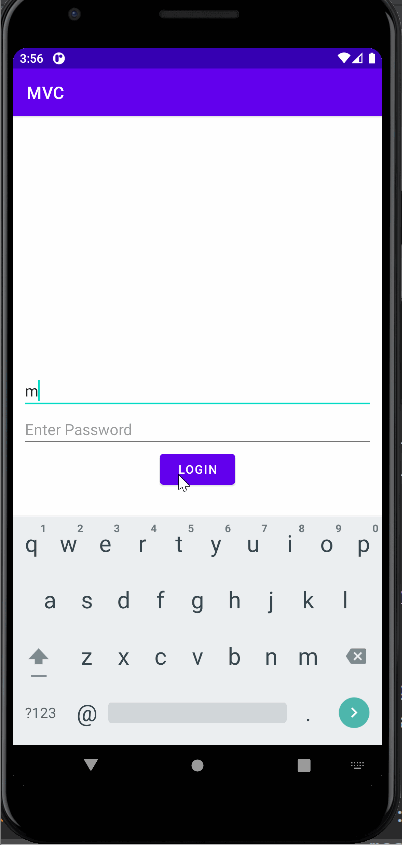 3:56
MVC
m
Enter Password
LOGIN
1 2 3 4 5 6 7 8 9 0
q w e r t y u i o p
a s d f g h j k l
z x c v b n m
?123 @ .